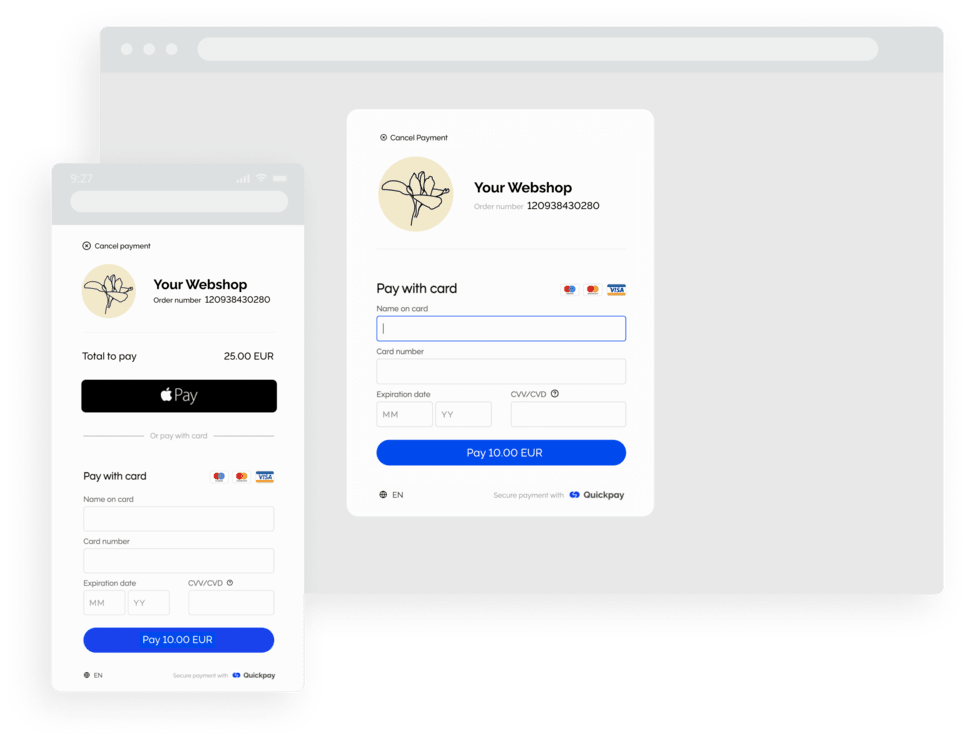 Cancel Payment
Your Webshop
Order number 120938430280
Pay with card
VISA
Name on card
Card number
Expiration date CVV/CVD
MM YY
Pay 10.00 EUR
EN Secure payment with Quickpay
9:27
Cancel payment
Your Webshop
Order number 120938430280
Total to pay 25.00 EUR
Pay
Or pay with card
Pay with card
VISA
Name on card
Card number
Expiration date CVV/CVD
MM YY
Pay 10.00 EUR
EN Secure payment with Quickpay